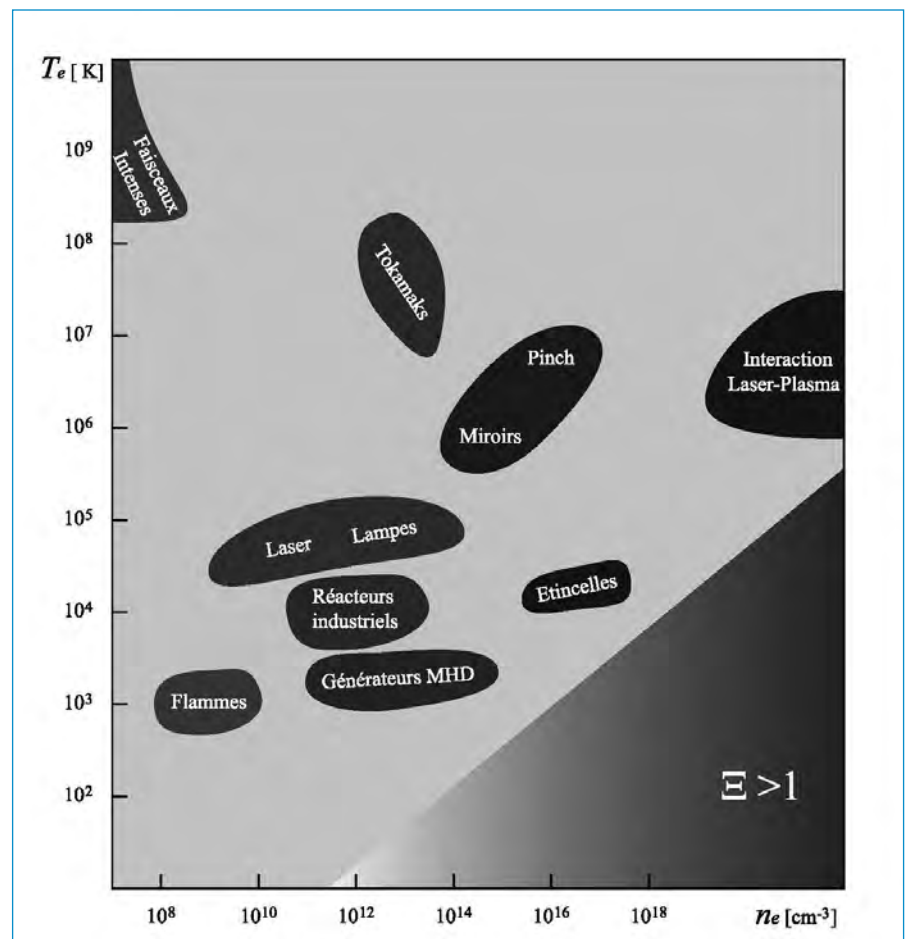 Te [ K]
10⁹
10⁸
10⁷
10⁶
10⁵
10⁴
10³
10²
Faisceaux
Intenses
Tokamaks
Pinch
Miroirs
Interaction
Laser-Plasma
Laser Lampes
Réacteurs
industriels
Etincelles
Générateurs MHD
Flammes
Ξ >1
10⁸ 10¹⁰ 10¹² 10¹⁴ 10¹⁶ 10¹⁸ ne [cm⁻³]